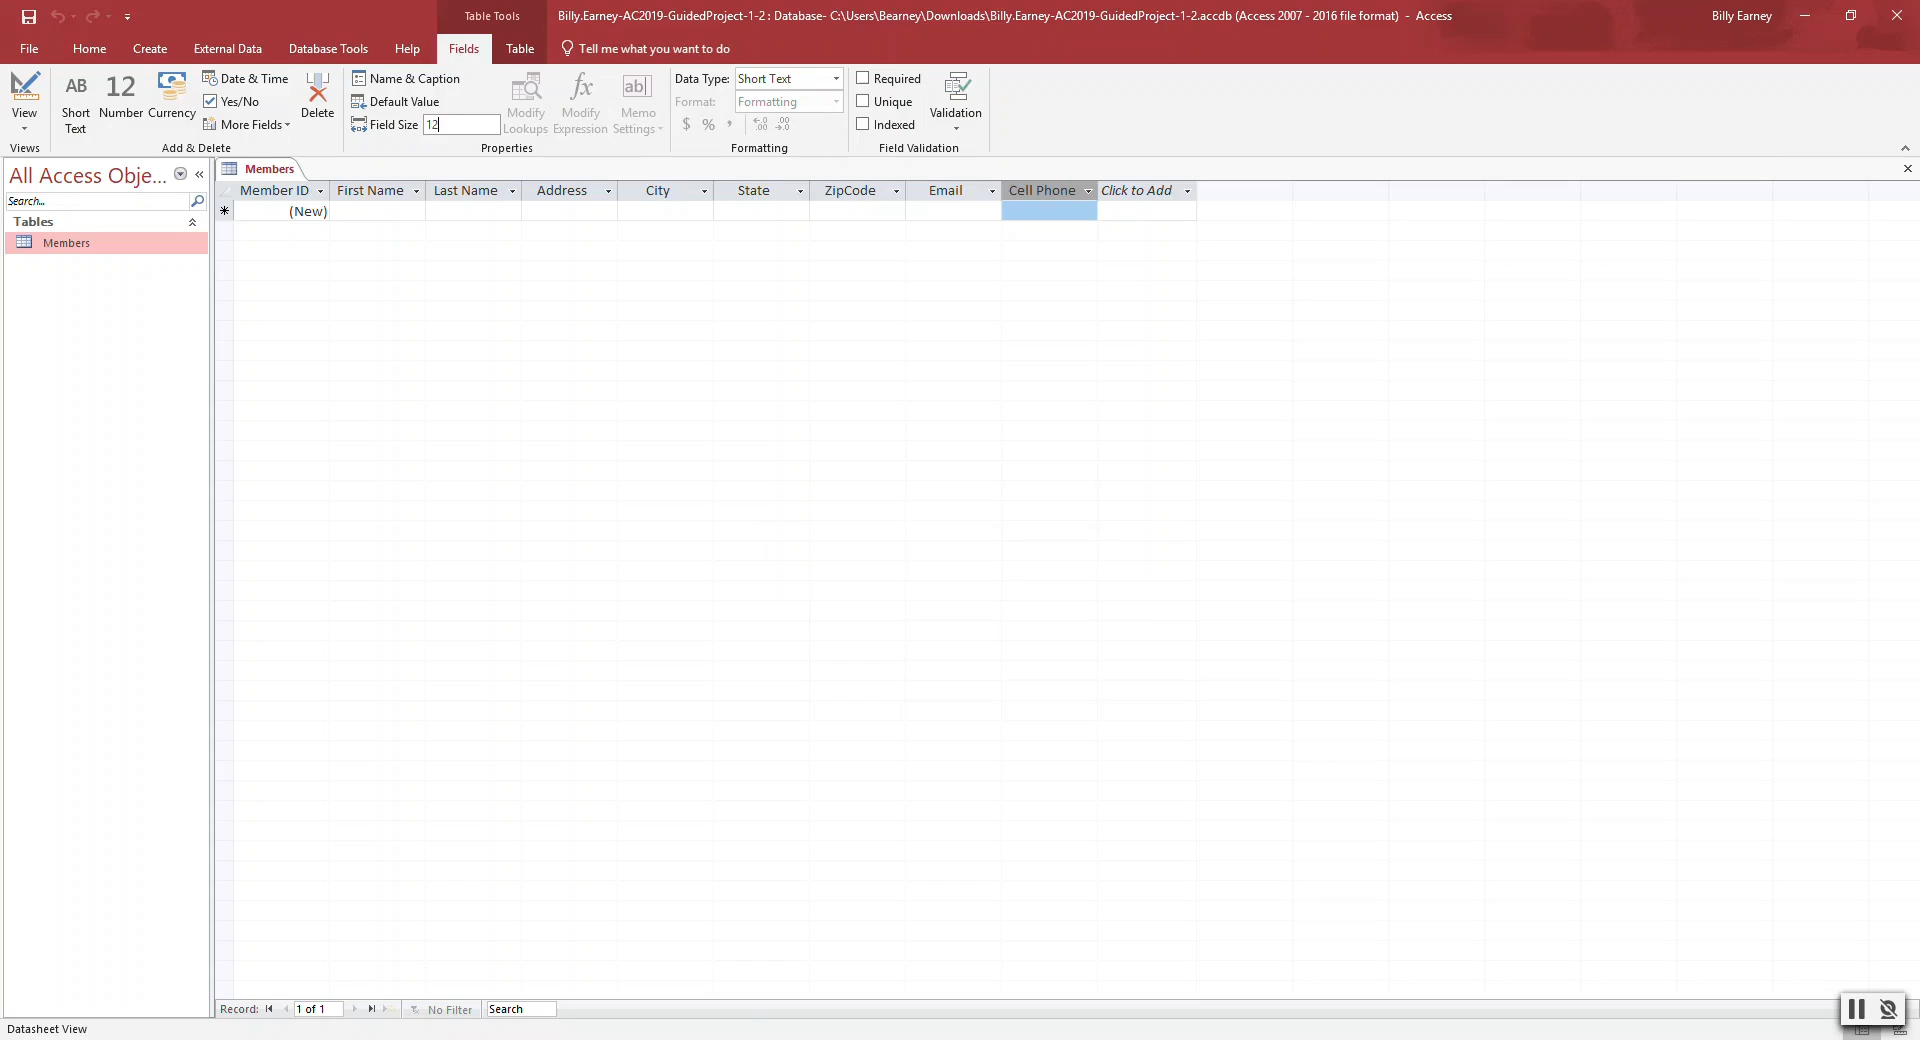 Table Tools
Billy.Earney-AC2019-GuidedProject-1-2 : Database- C:\Users\Bearney\Downloads\Billy.Earney-AC2019-GuidedProject-1-2.accdb (Access 2007 - 2016 file format) - Access
Billy Earney
File Home Create External Data Database Tools Help Fields Table Tell me what you want to do
View
Views
AB
Short
Text
12
Number
Currency
Date & Time
Yes/No
More Fields
Delete
Add & Delete
Name & Caption
Default Value
Field Size 12
Modify
Lookups
fx
Modify
Expression
ab|
Memo
Settings
Properties
Data Type: Short Text
Format: Formatting
$ % ,
.00
.00
Formatting
Required
Unique
Indexed
Validation
Field Validation
All Access Obje...
Search...
Tables
Members
Members
Member ID First Name Last Name Address City State ZipCode Email Cell Phone Click to Add
(New)
Record: 1 of 1 No Filter Search
Datasheet View